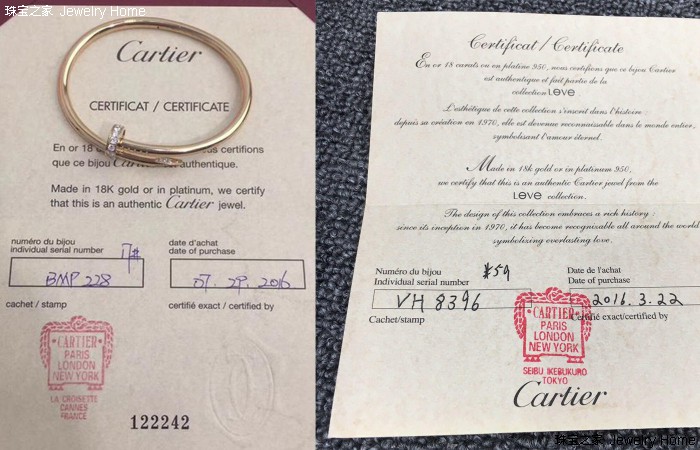 珠宝之家 Jewelry Home
Cartier
CERTIFICAT / CERTIFICATE
En or 18 certifions
que ce bijou Cartier est authentique.
Made in 18K gold or in platinum, we certify
that this is an authentic Cartier jewel.
numéro du bijou
individual serial number
17#
date d'achat
date of purchase
BMP 228
07. 29. 2016
cachet / stamp
certifié exact / certified by
CARTIER
PARIS
LONDON
NEW YORK
LA CROISETTE
CANNES
FRANCE
122242
Certificat / Certificate
En or 18 carats ou en platine 950, nous certifions que ce bijou Cartier
est authentique et fait partie de la
collection LOVE
L'esthétique de cette collection s'inscrit dans l'histoire
depuis sa création en 1970, elle est devenue reconnaissable dans le monde entier,
symbolisant l'amour éternel.
Made in 18k gold or in platinum 950,
we certify that this is an authentic Cartier jewel from the
LOVE collection.
The design of this collection embraces a rich history :
since its inception in 1970, it has become recognizable all around the world
symbolizing everlasting love.
Numéro du bijou
Individual serial number
#59
Date de l'achat
Date of purchase
VH 8396
2016. 3. 22
Cachet/stamp
Certifié exact/certified by
CARTIER
PARIS
LONDON
NEW YORK
SEIBU IKEBUKURO
TOKYO
Cartier
珠宝之家 Jewelry Home